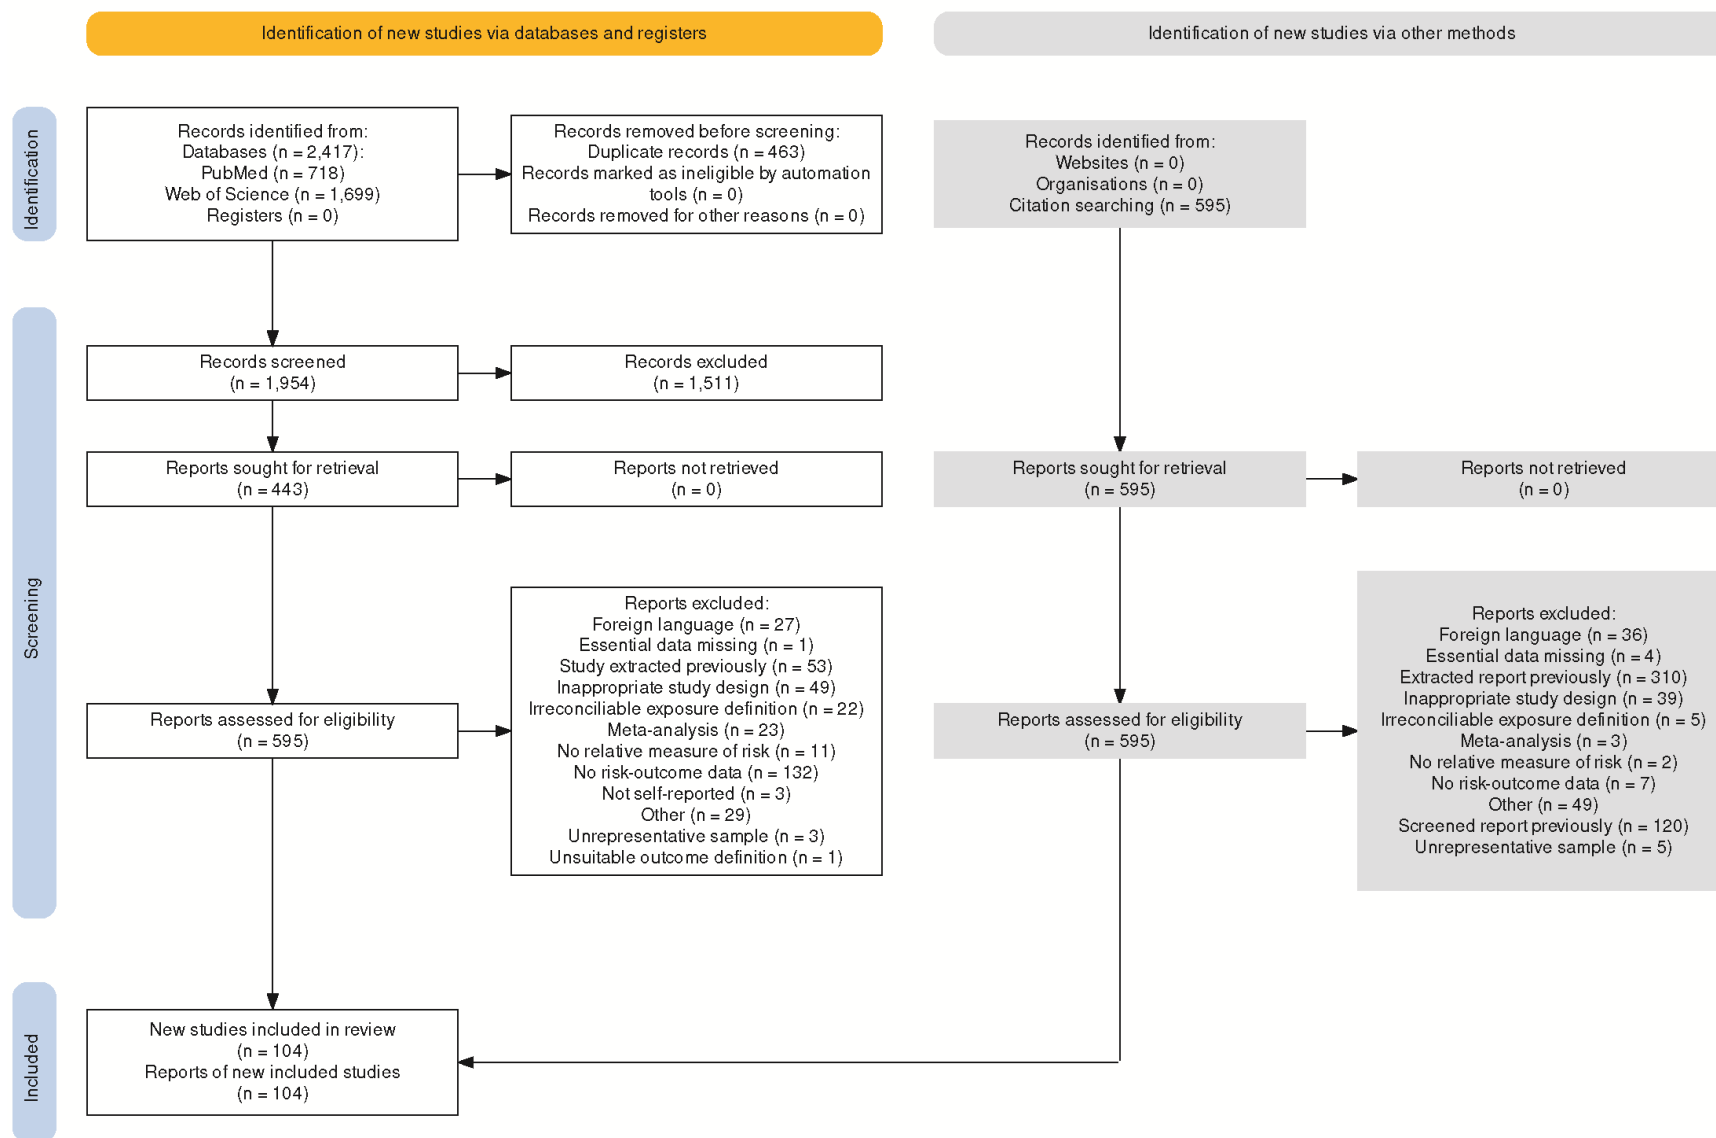 Identification of new studies via databases and registers
Identification of new studies via other methods
Identification
Records identified from:
Databases (n = 2,417):
PubMed (n = 718)
Web of Science (n = 1,699)
Registers (n = 0)
Records removed before screening:
Duplicate records (n = 463)
Records marked as ineligible by automation
tools (n = 0)
Records removed for other reasons (n = 0)
Records identified from:
Websites (n = 0)
Organisations (n = 0)
Citation searching (n = 595)
Screening
Records screened
(n = 1,954)
Records excluded
(n = 1,511)
Reports sought for retrieval
(n = 443)
Reports not retrieved
(n = 0)
Reports sought for retrieval
(n = 595)
Reports not retrieved
(n = 0)
Reports assessed for eligibility
(n = 595)
Reports excluded:
Foreign language (n = 27)
Essential data missing (n = 1)
Study extracted previously (n = 53)
Inappropriate study design (n = 49)
Irreconciliable exposure definition (n = 22)
Meta-analysis (n = 23)
No relative measure of risk (n = 11)
No risk-outcome data (n = 132)
Not self-reported (n = 3)
Other (n = 29)
Unrepresentative sample (n = 3)
Unsuitable outcome definition (n = 1)
Reports assessed for eligibility
(n = 595)
Reports excluded:
Foreign language (n = 36)
Essential data missing (n = 4)
Extracted report previously (n = 310)
Inappropriate study design (n = 39)
Irreconciliable exposure definition (n = 5)
Meta-analysis (n = 3)
No relative measure of risk (n = 2)
No risk-outcome data (n = 7)
Other (n = 49)
Screened report previously (n = 120)
Unrepresentative sample (n = 5)
Included
New studies included in review
(n = 104)
Reports of new included studies
(n = 104)